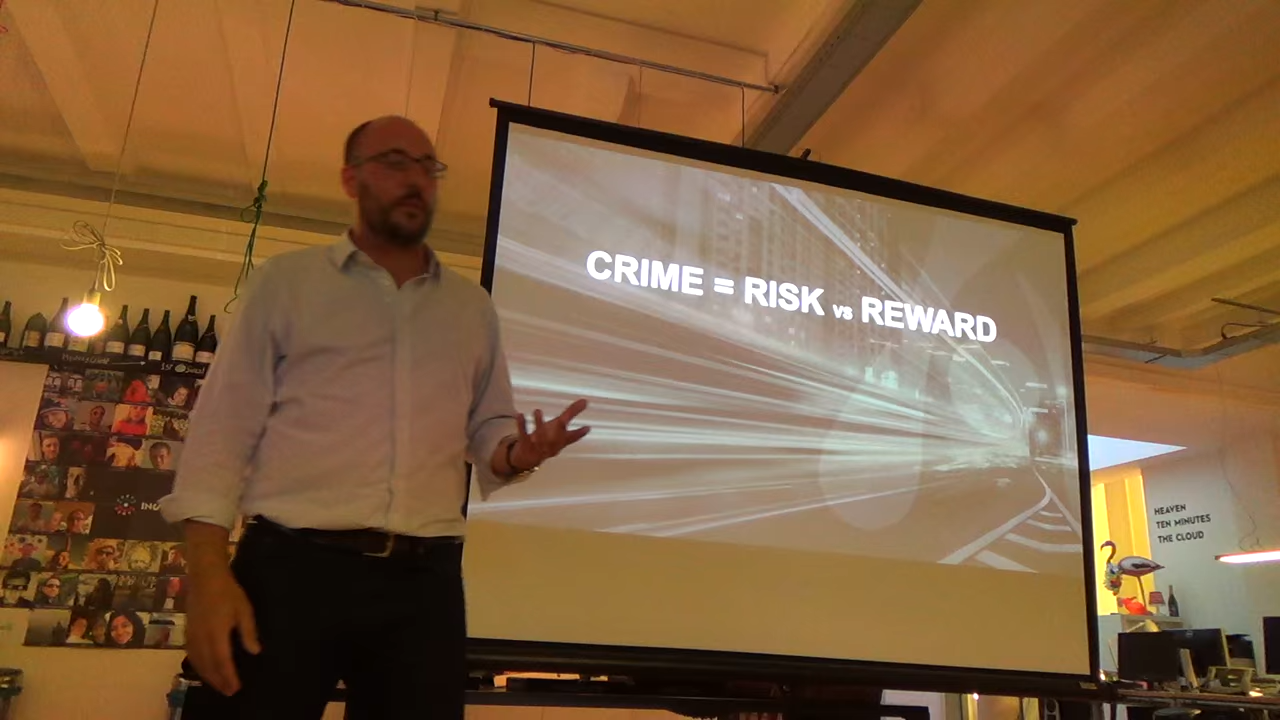 CRIME = RISK vs REWARD
HEAVEN
TEN MINUTES
THE CLOUD